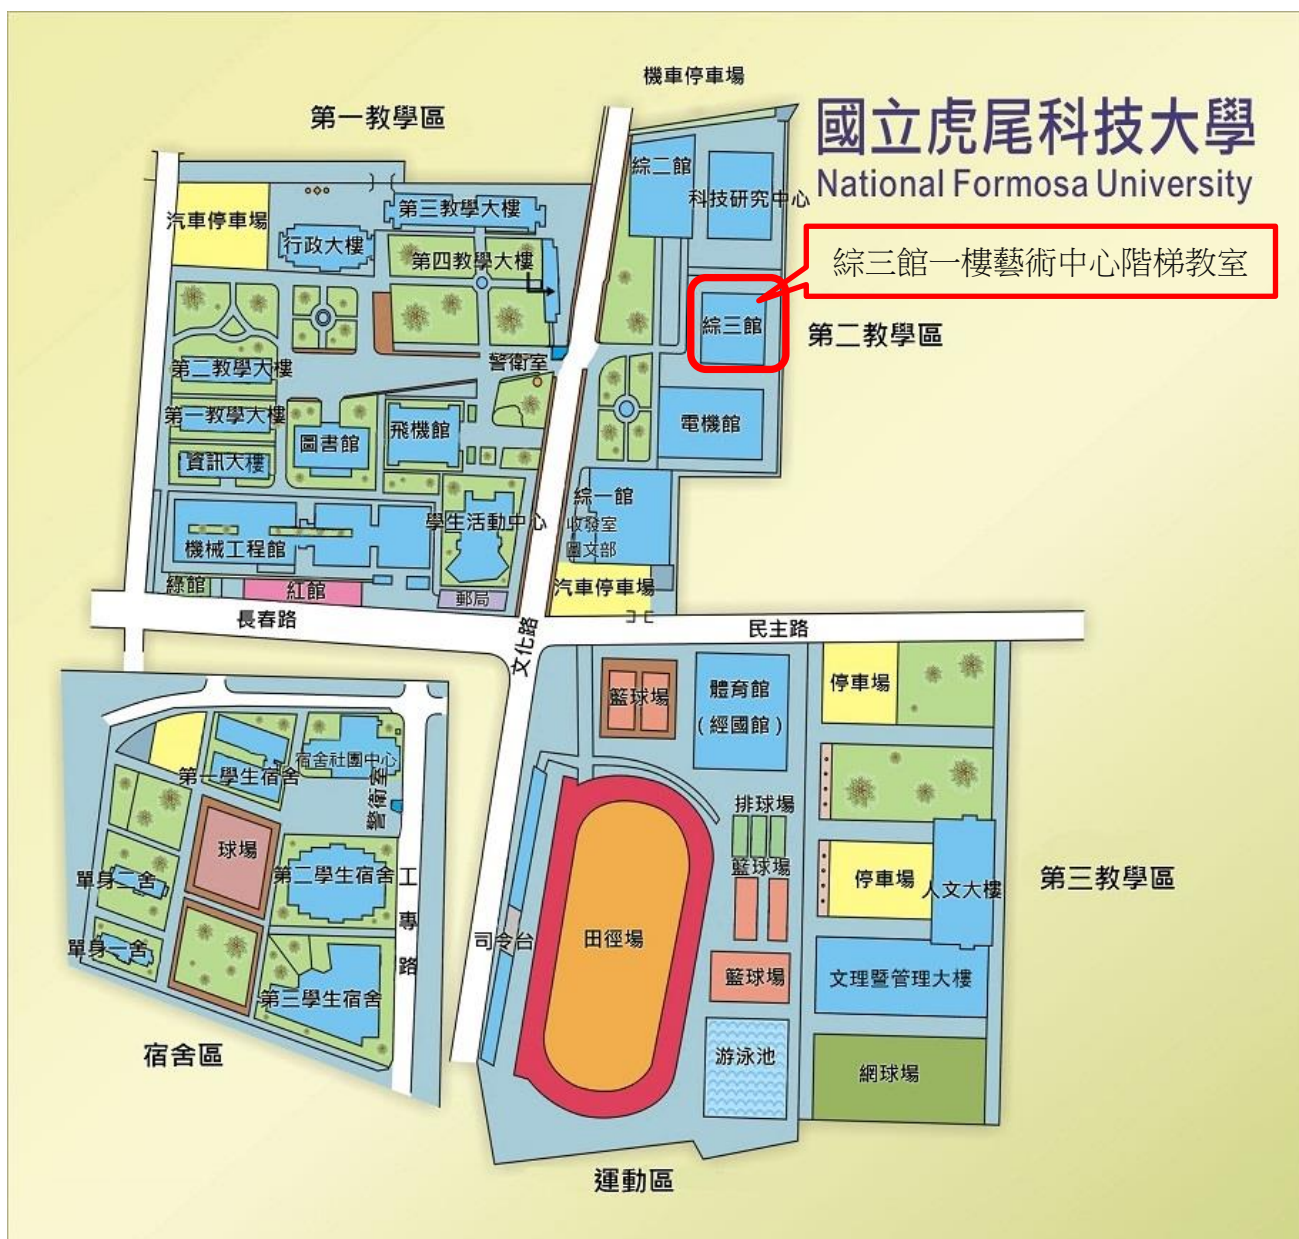 機車停車場
第一教學區
國立虎尾科技大學
National Formosa University
綜二館
科技研究中心
汽車停車場
第三教學大樓
行政大樓
第四教學大樓
綜三館一樓藝術中心階梯教室
綜三館
第二教學區
警衛室
第二教學大樓
第一教學大樓
飛機館
電機館
圖書館
資訊大樓
綜一館
學生活動中心
收發室
圖文部
機械工程館
綠館
紅館
郵局
汽車停車場
長春路
文化路
民主路
籃球場
體育館
(經國館)
停車場
宿舍社團中心
第一學生宿舍
警衛室
排球場
球場
籃球場
第二學生宿舍
工專路
單身二舍
停車場
人文大樓
第三教學區
單身一舍
司令台
田徑場
籃球場
文理暨管理大樓
第三學生宿舍
宿舍區
游泳池
網球場
運動區